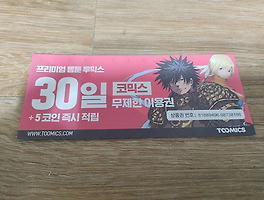 프리미엄 웹툰 투믹스
30일 코믹스 무제한 이용권
+5 코인 즉시 적립
상품권 번호 :
WWW.TOOMICS.COM
TOOMICS